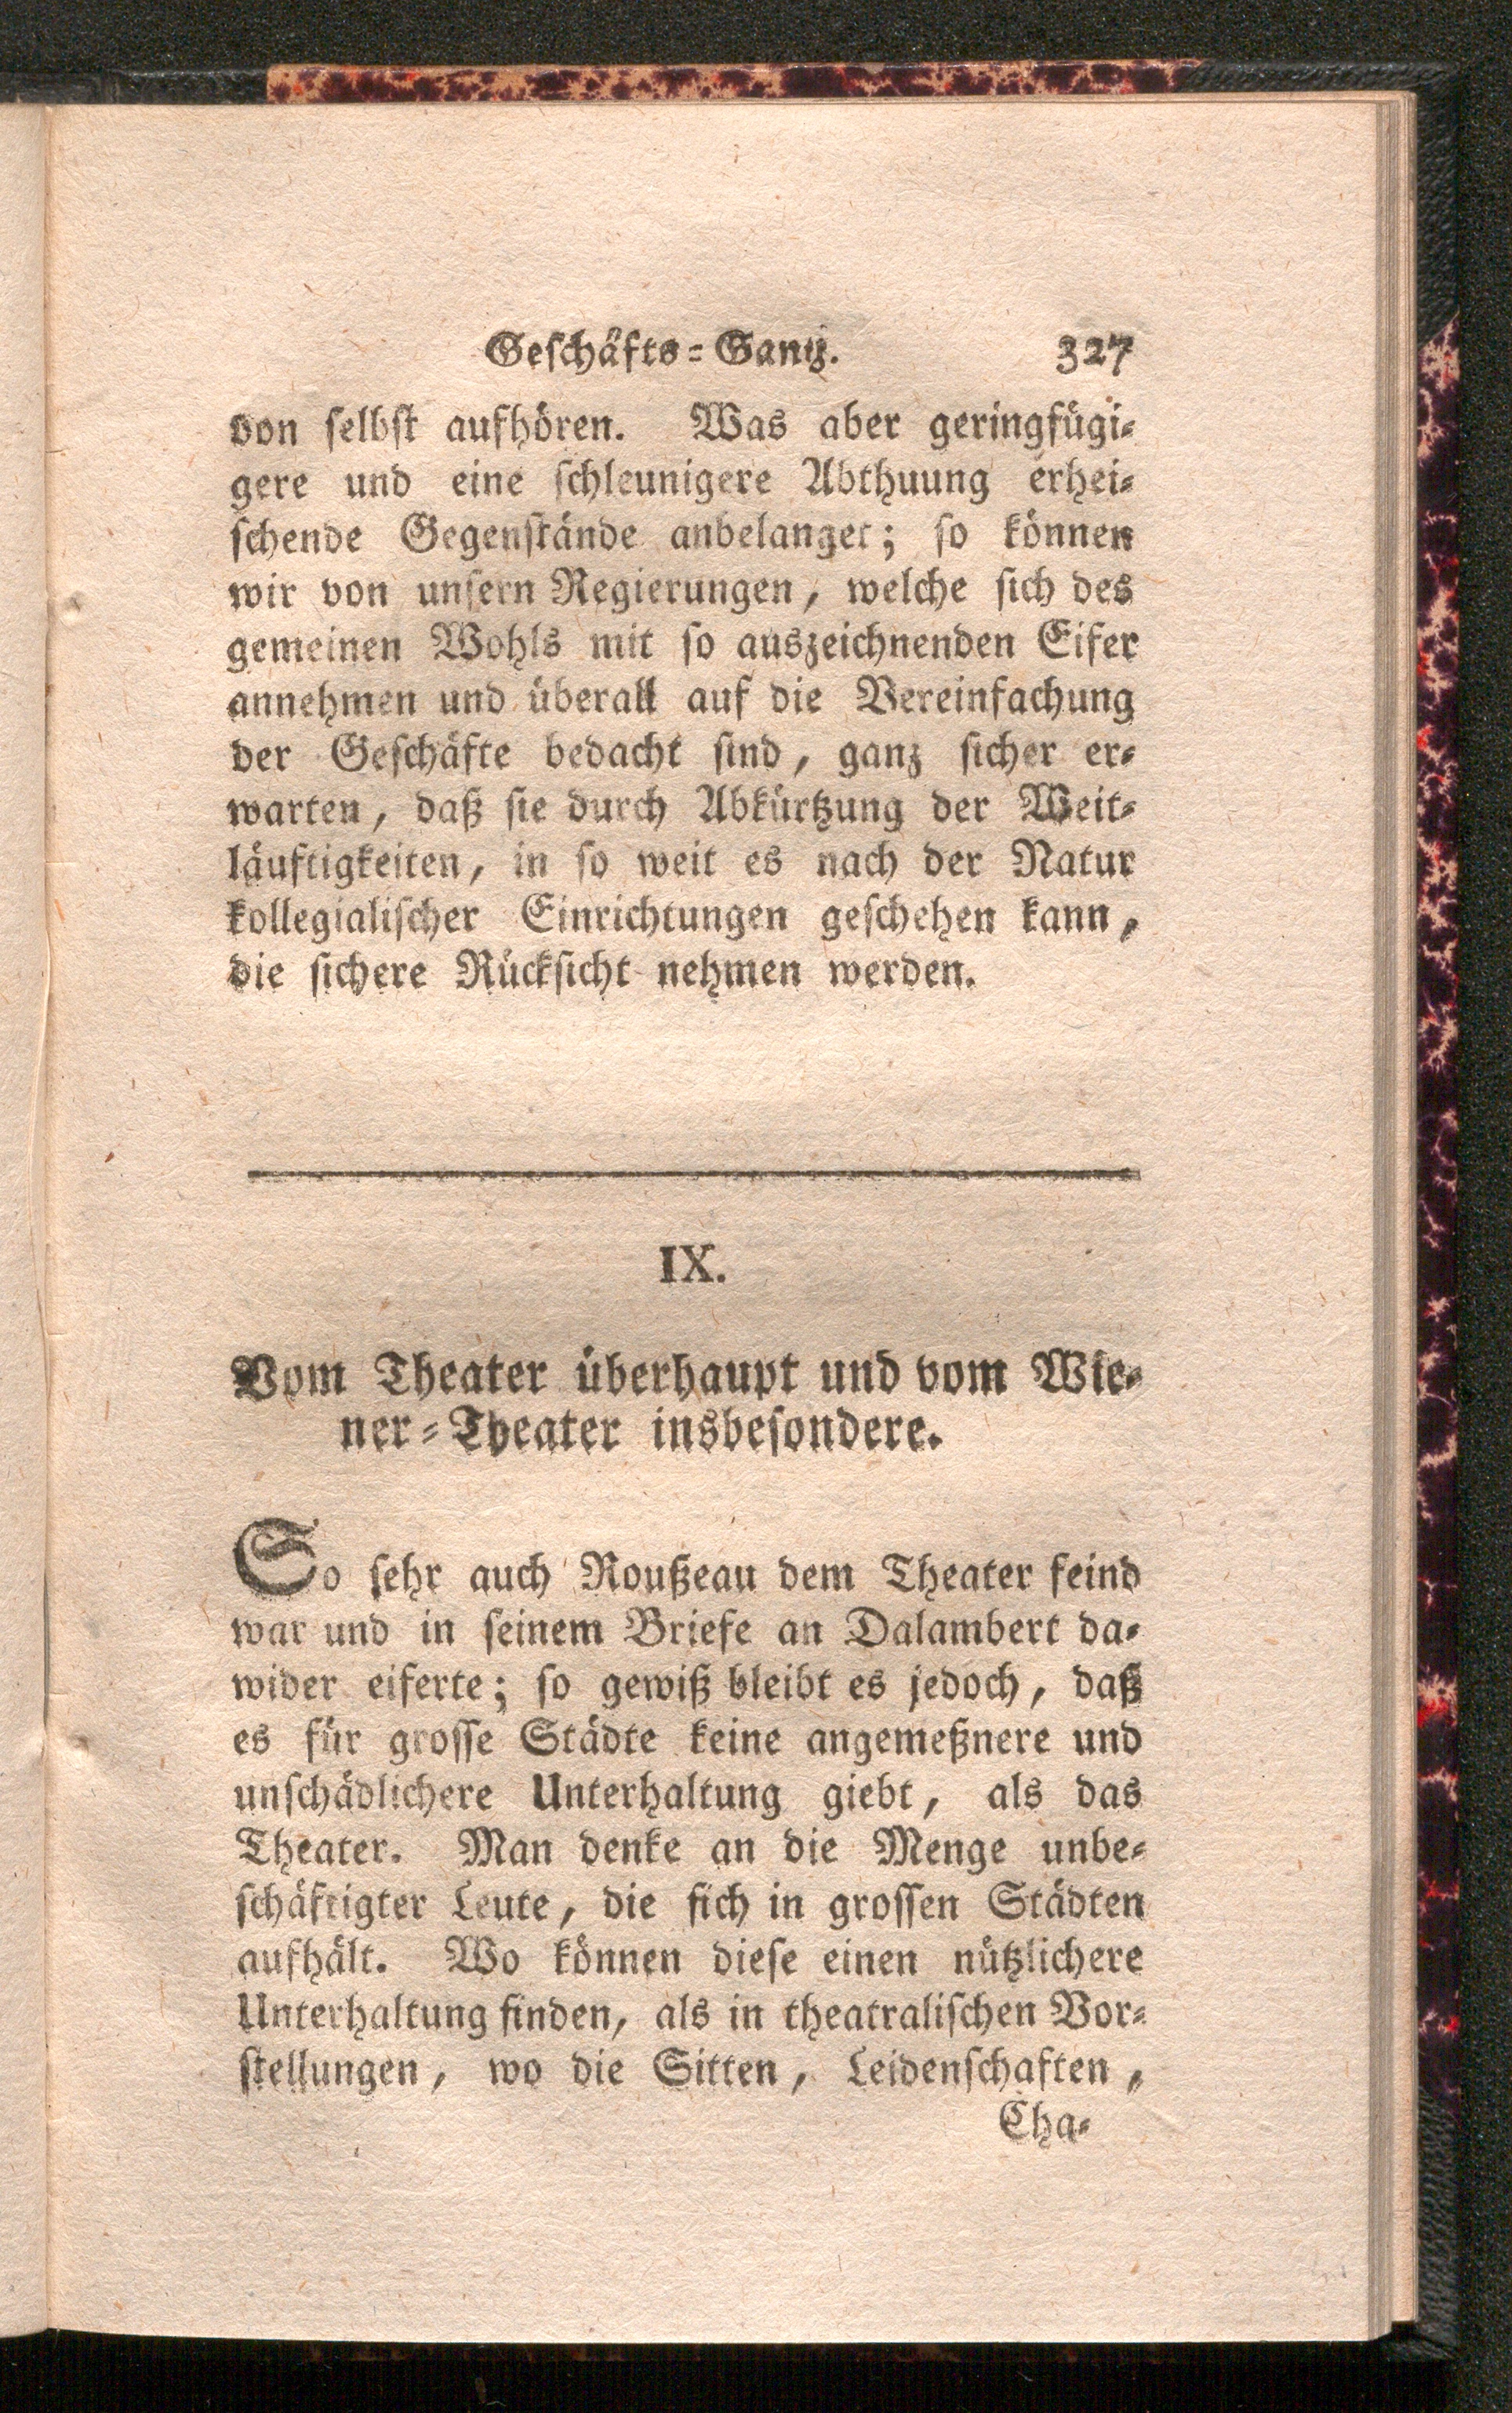 Geschäfts-Gang. 327
von selbst aufhören. Was aber geringfügi-
gere und eine schleunigere Abthuung erhei-
schende Gegenstände anbelanget; so können
wir von unsern Regierungen, welche sich des
gemeinen Wohls mit so auszeichnenden Eifer
annehmen und überall auf die Vereinfachung
der Geschäfte bedacht sind, ganz sicher er-
warten, daß sie durch Abkürtzung der Weit-
läuftigkeiten, in so weit es nach der Natur
kollegialischer Einrichtungen geschehen kann,
die sichere Rücksicht nehmen werden.
IX.
Vom Theater überhaupt und vom Wie-
ner-Theater insbesondere.
So sehr auch Roußeau dem Theater feind
war und in seinem Briefe an Dalambert da-
wider eiferte; so gewiß bleibt es jedoch, daß
es für grosse Städte keine angemeßnere und
unschädlichere Unterhaltung giebt, als das
Theater. Man denke an die Menge unbe-
schäftigter Leute, die sich in grossen Städten
aufhält. Wo können diese einen nützlichere
Unterhaltung finden, als in theatralischen Vor-
stellungen, wo die Sitten, Leidenschaften,
Cha-